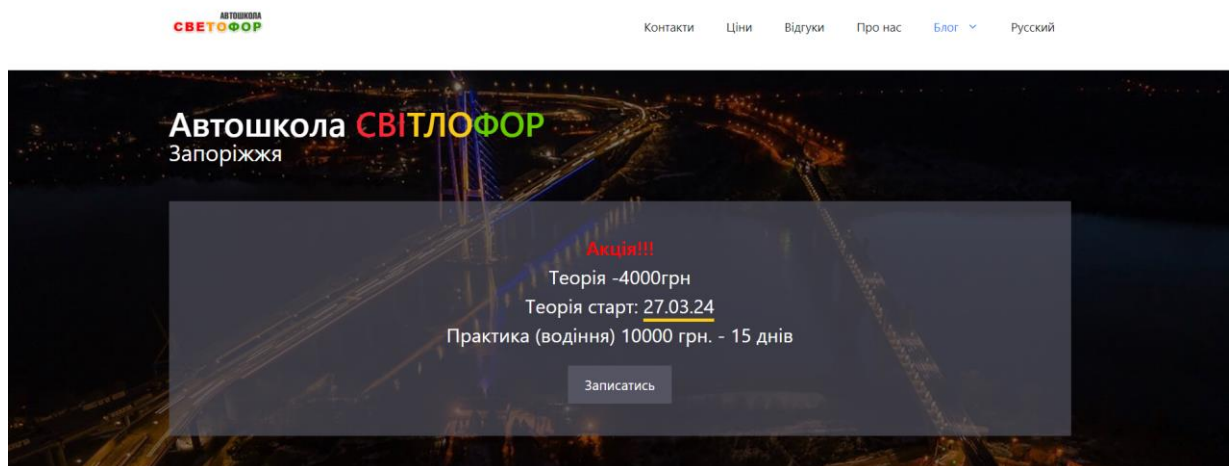 АВТОШКОЛА
СВЕТОФОР
Контакти Ціни Відгуки Про нас Блог Русский
Автошкола СВІТЛОФОР
Запоріжжя
Акція!!!
Теорія -4000грн
Теорія старт: 27.03.24
Практика (водіння) 10000 грн. - 15 днів
Записатись